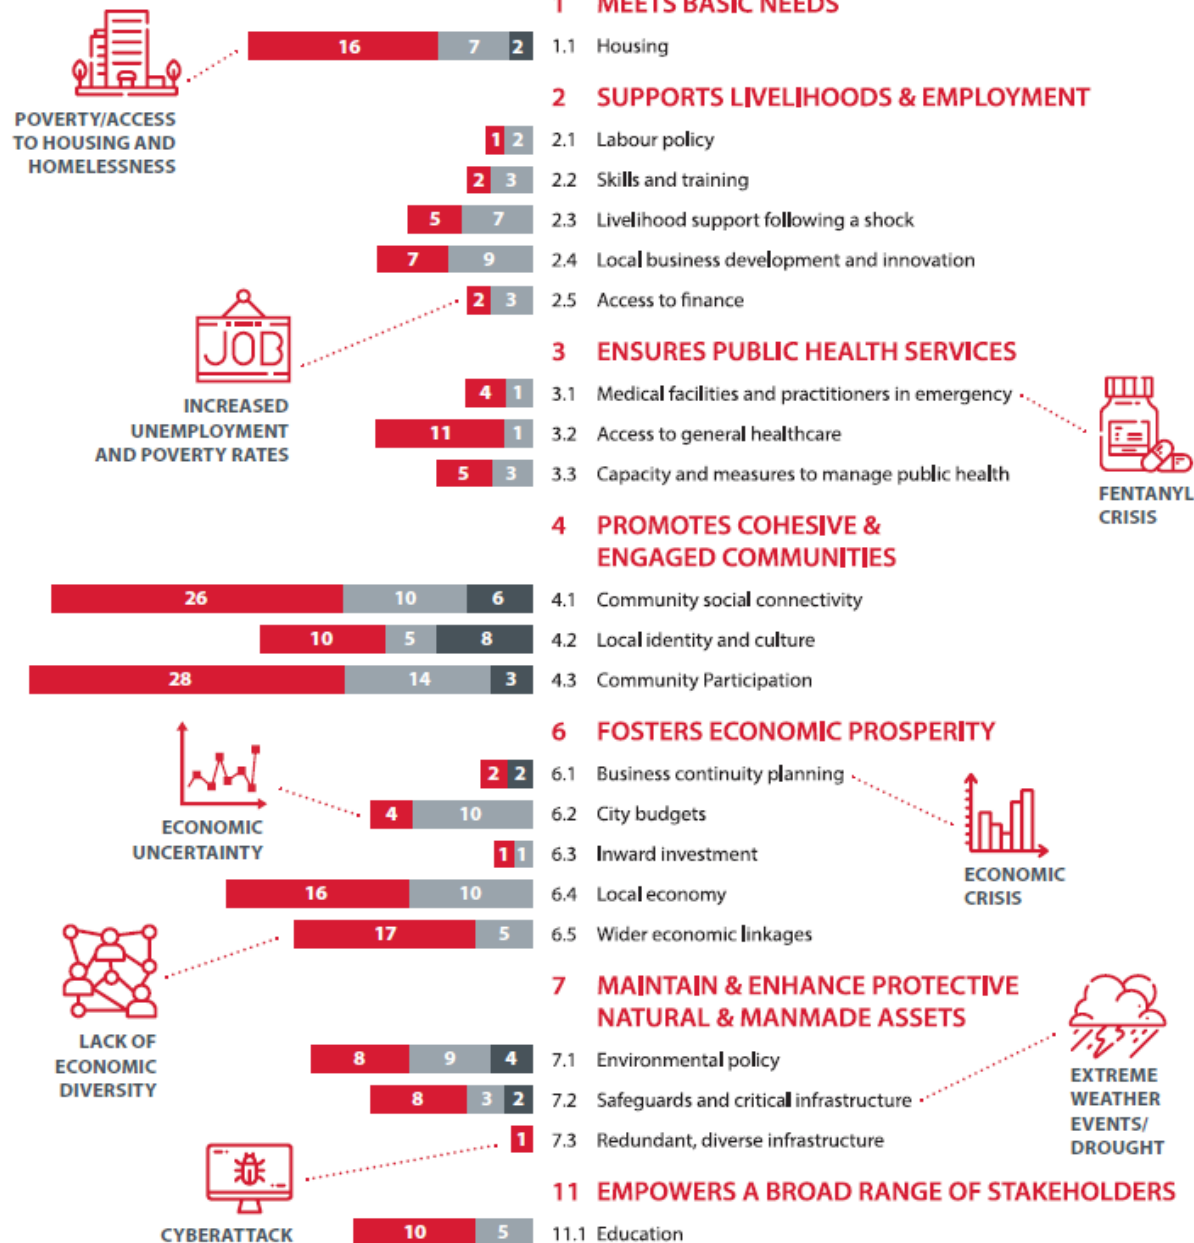 1 MEETS BASIC NEEDS
16 7 2 1.1 Housing
POVERTY/ACCESS
TO HOUSING AND
HOMELESSNESS
2 SUPPORTS LIVELIHOODS & EMPLOYMENT
1 2 2.1 Labour policy
2 3 2.2 Skills and training
5 7 2.3 Livelihood support following a shock
7 9 2.4 Local business development and innovation
2 3 2.5 Access to finance
JOB
INCREASED
UNEMPLOYMENT
AND POVERTY RATES
3 ENSURES PUBLIC HEALTH SERVICES
4 1 3.1 Medical facilities and practitioners in emergency
11 1 3.2 Access to general healthcare
5 3 3.3 Capacity and measures to manage public health
FENTANYL
CRISIS
4 PROMOTES COHESIVE &
ENGAGED COMMUNITIES
26 10 6 4.1 Community social connectivity
10 5 8 4.2 Local identity and culture
28 14 3 4.3 Community Participation
6 FOSTERS ECONOMIC PROSPERITY
2 2 6.1 Business continuity planning
4 10 6.2 City budgets
1 1 6.3 Inward investment
16 10 6.4 Local economy
17 5 6.5 Wider economic linkages
ECONOMIC
UNCERTAINTY
ECONOMIC
CRISIS
LACK OF
ECONOMIC
DIVERSITY
7 MAINTAIN & ENHANCE PROTECTIVE
NATURAL & MANMADE ASSETS
8 9 4 7.1 Environmental policy
8 3 2 7.2 Safeguards and critical infrastructure
1 7.3 Redundant, diverse infrastructure
EXTREME
WEATHER
EVENTS/
DROUGHT
CYBERATTACK
11 EMPOWERS A BROAD RANGE OF STAKEHOLDERS
10 5 11.1 Education